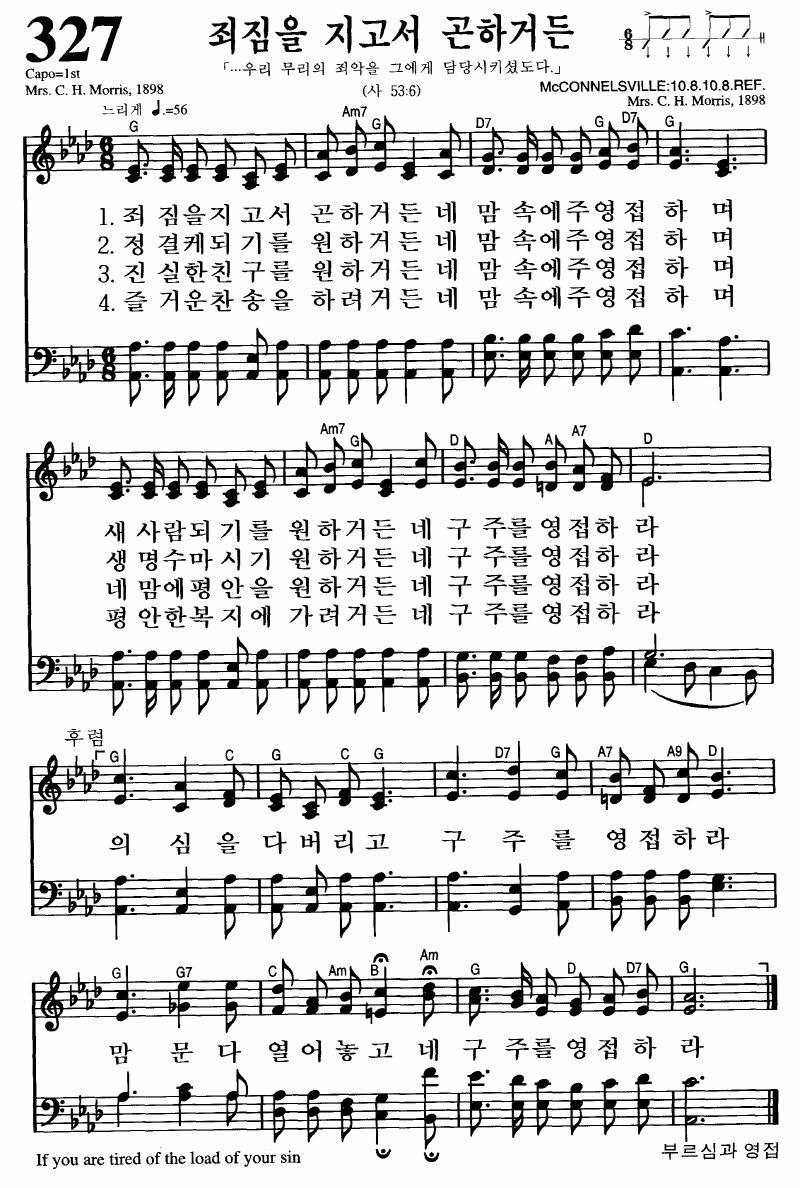 327
죄짐을 지고서 곤하거든
Capo=1st
「…우리 무리의 죄악을 그에게 담당시키셨도다.」
Mrs. C. H. Morris, 1898
(사 53:6)
McCONNELSVILLE:10.8.10.8.REF.
Mrs. C. H. Morris, 1898
느리게 ♩.=56
G Am7 G D7 G D7 G
1. 죄 짐을지고서 곤하거든 네 맘 속에주영접 하 며
2. 정 결케되기를 원하거든 네 맘 속에주영접 하 며
3. 진 실한친구를 원하거든 네 맘 속에주영접 하 며
4. 즐 거운찬송을 하려거든 네 맘 속에주영접 하 며
Am7 G D A A7 D
새 사람되기를 원하거든 네 구 주를 영접하 라
생 명수마시기 원하거든 네 구 주를 영접하 라
네 맘에평안을 원하거든 네 구 주를 영접하 라
평 안한복지에 가려거든 네 구 주를 영접하 라
후렴
G C G C G D7 G A7 A9 D
의 심 을 다 버 리 고 구 주 를 영 접 하 라
G G7 C Am B Am G D D7 G
맘 문 다 열 어 놓 고 네 구 주를 영 접 하 라
If you are tired of the load of your sin
부르심과 영접